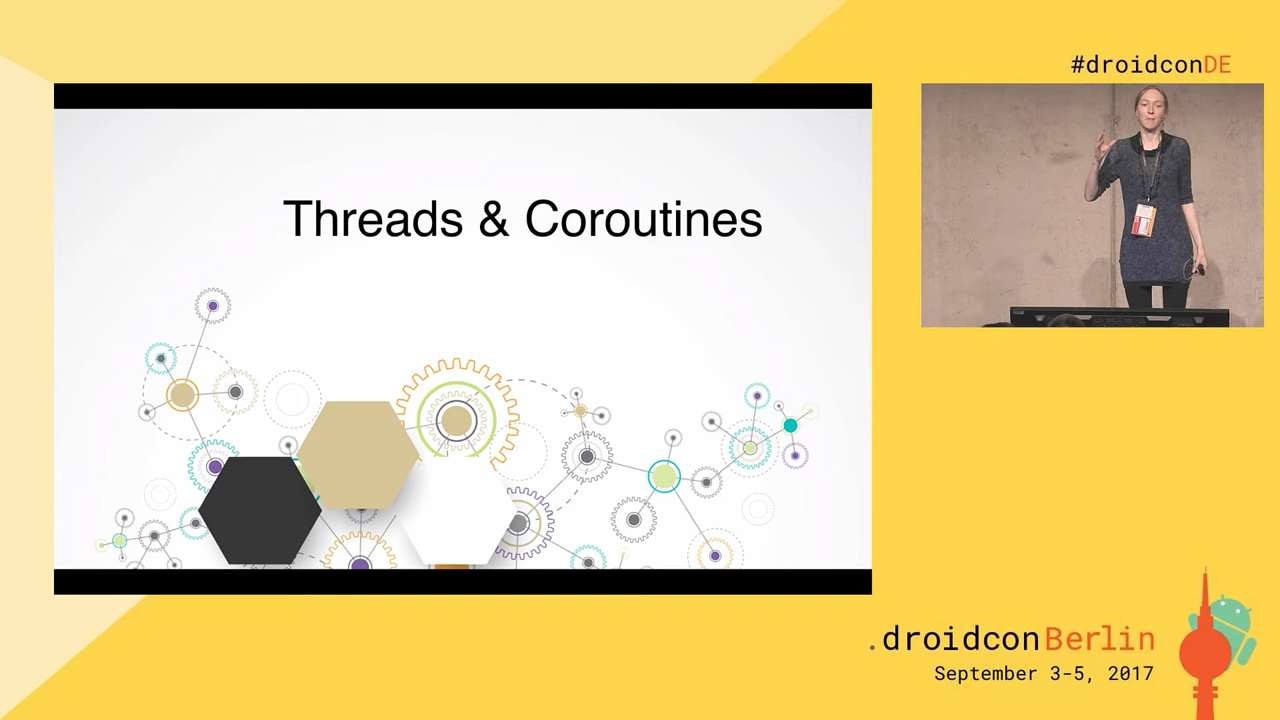 #droidconDE
Threads & Coroutines
.droidconBerlin
September 3-5, 2017